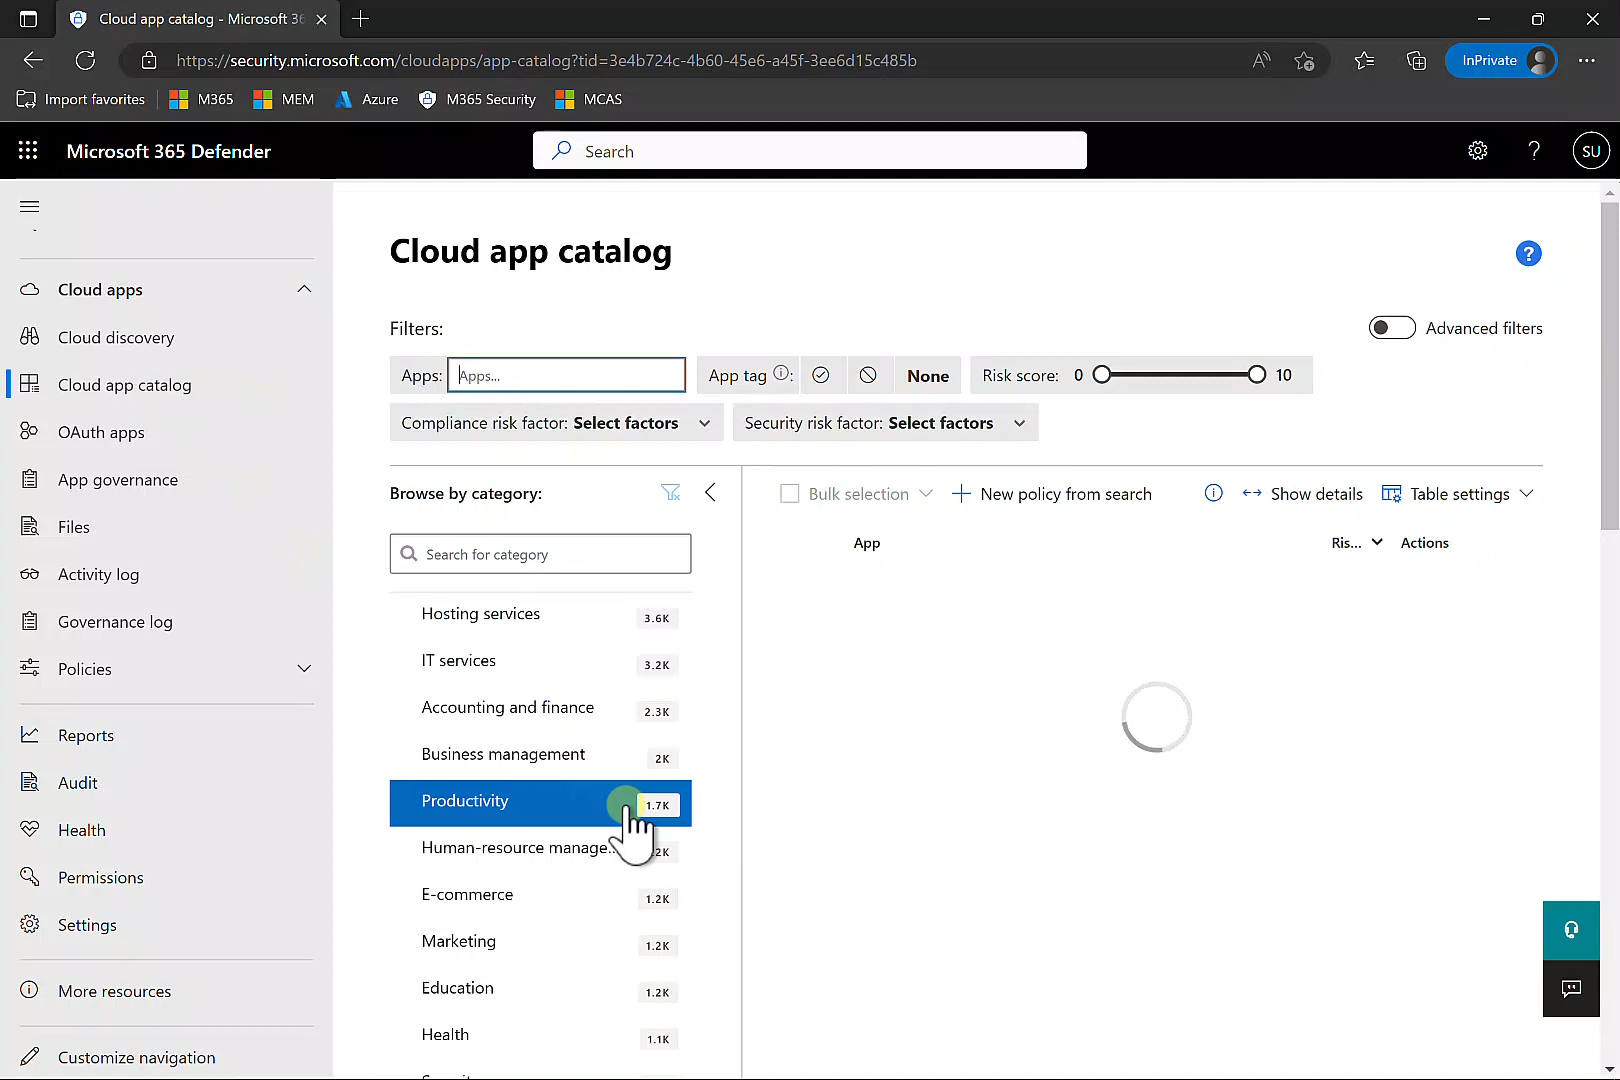 Cloud app catalog - Microsoft 36
https://security.microsoft.com/cloudapps/app-catalog?tid=3e4b724c-4b60-45e6-a45f-3ee6d15c485b
InPrivate
Import favorites
M365
MEM
Azure
M365 Security
MCAS
Microsoft 365 Defender
Search
SU
Cloud apps
Cloud discovery
Cloud app catalog
OAuth apps
App governance
Files
Activity log
Governance log
Policies
Reports
Audit
Health
Permissions
Settings
More resources
Customize navigation
Cloud app catalog
Filters:
Advanced filters
Apps: Apps...
App tag :
None
Risk score: 0 10
Compliance risk factor: Select factors
Security risk factor: Select factors
Browse by category:
Search for category
Hosting services 3.6K
IT services 3.2K
Accounting and finance 2.3K
Business management 2K
Productivity 1.7K
Human-resource manage...
E-commerce 1.2K
Marketing 1.2K
Education 1.2K
Health 1.1K
Bulk selection
New policy from search
Show details
Table settings
App
Ris...
Actions